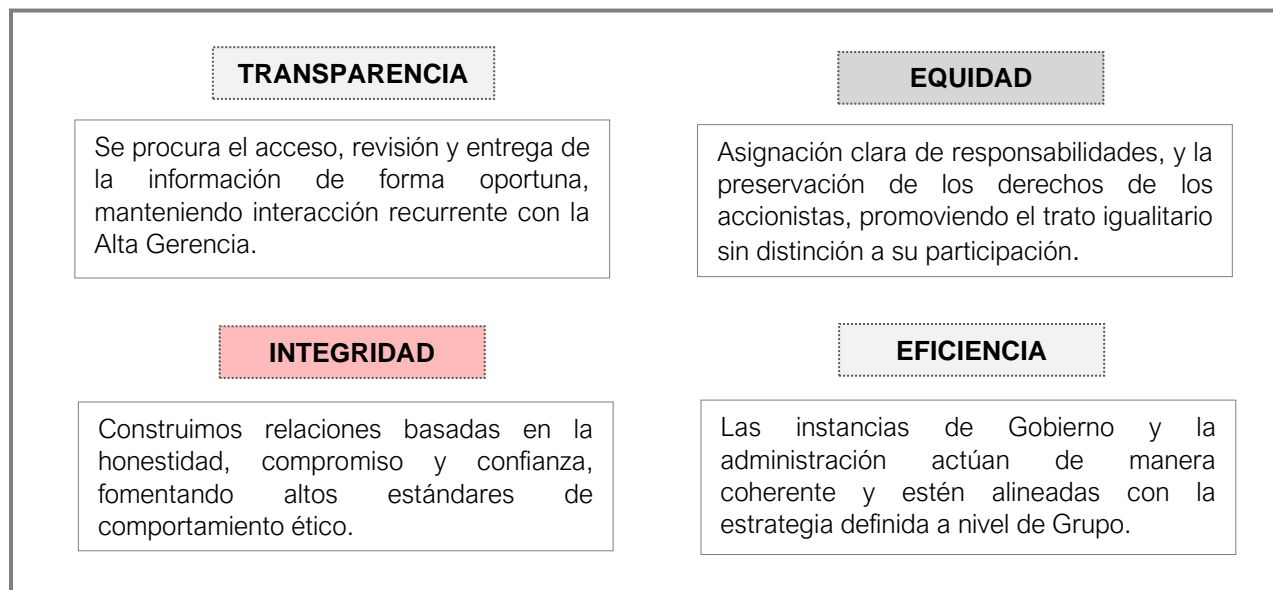 TRANSPARENCIA
Se procura el acceso, revisión y entrega de
la información de forma oportuna,
manteniendo interacción recurrente con la
Alta Gerencia.
EQUIDAD
Asignación clara de responsabilidades, y la
preservación de los derechos de los
accionistas, promoviendo el trato igualitario
sin distinción a su participación.
INTEGRIDAD
Construimos relaciones basadas en la
honestidad, compromiso y confianza,
fomentando altos estándares de
comportamiento ético.
EFICIENCIA
Las instancias de Gobierno y la
administración actúan de manera
coherente y estén alineadas con la
estrategia definida a nivel de Grupo.